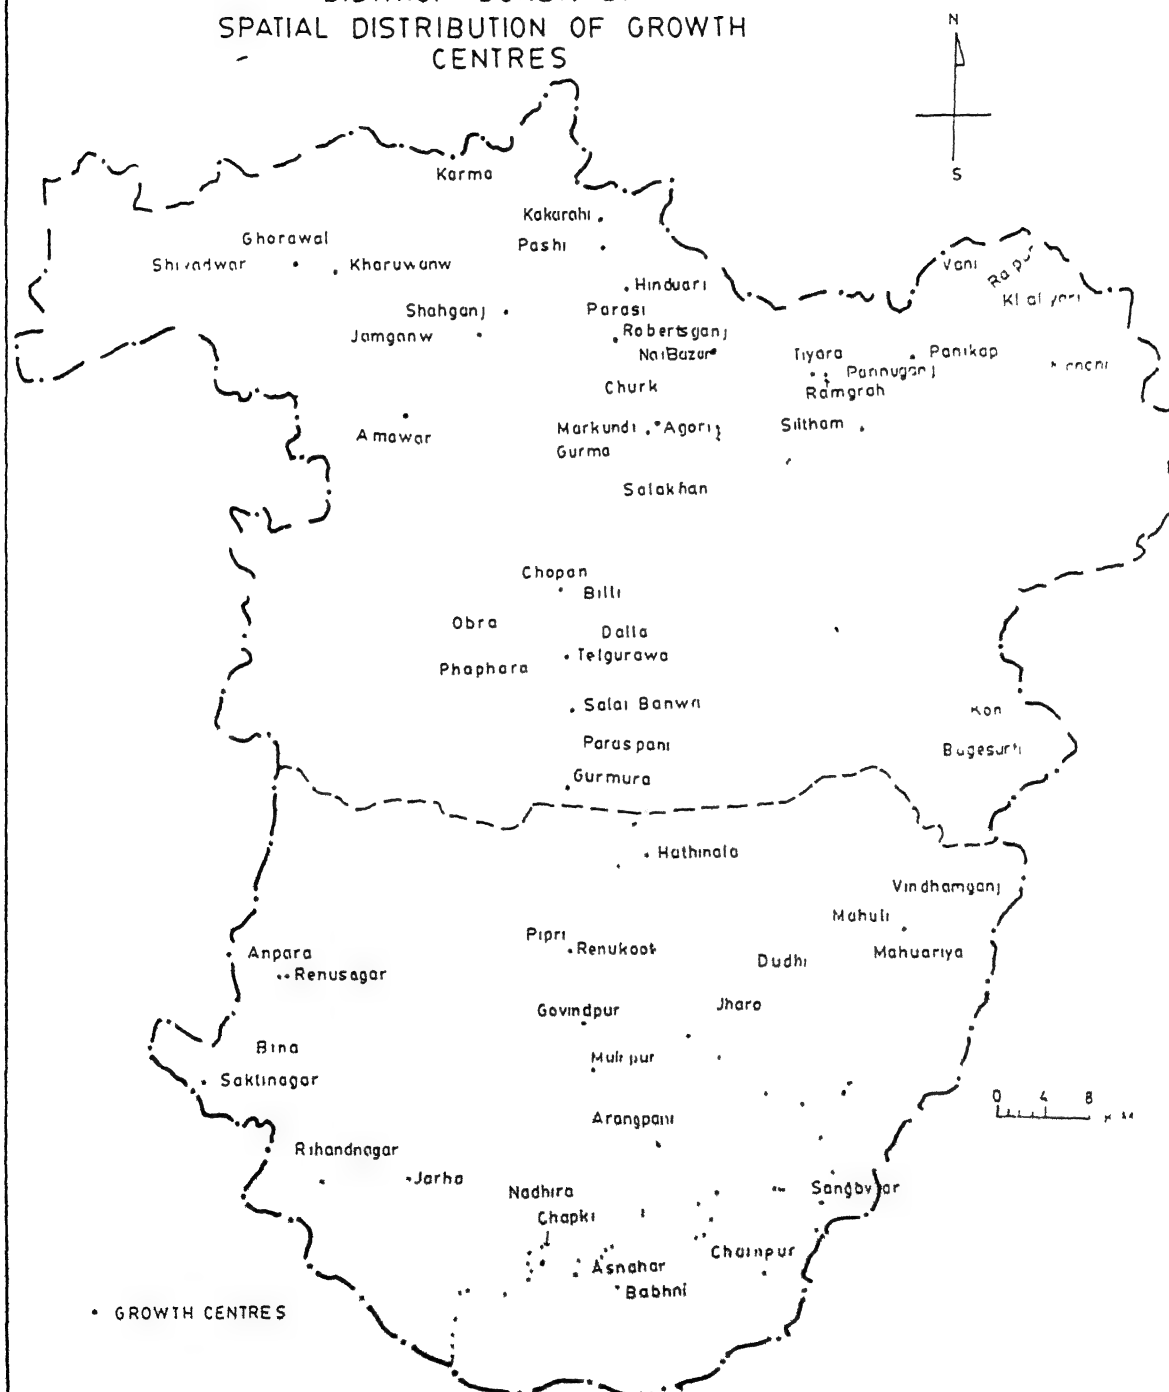 SPATIAL DISTRIBUTION OF GROWTH
CENTRES
N
S
Karma
Kakarahi
Pashi
Ghorawal
Shivadwar
Kharuwanw
Vani
Hinduari
Shahganj
Parasi
Jamganw
Robertsganj
Nai Bazar
Tiyara
Panikap
Pannuganj
Churk
Ramgrah
Markundi
Agori
Siltham
Amawar
Gurma
Salakhan
Chopan
Billi
Obra
Dalla
Telgurawa
Phaphara
Salai Banwa
Kon
Paraspani
Bugesurti
Gurmura
Hathinala
Vindhamganj
Mahuli
Pipri
Renukoot
Anpara
Dudhi
Mahuariya
Renusagar
Jharo
Govindpur
Bina
Saktinagar
0 4 8
Arangpani
Rihandnagar
Jarha
Nadhira
Chapki
Chainpur
Asnahar
Babhni
GROWTH CENTRES